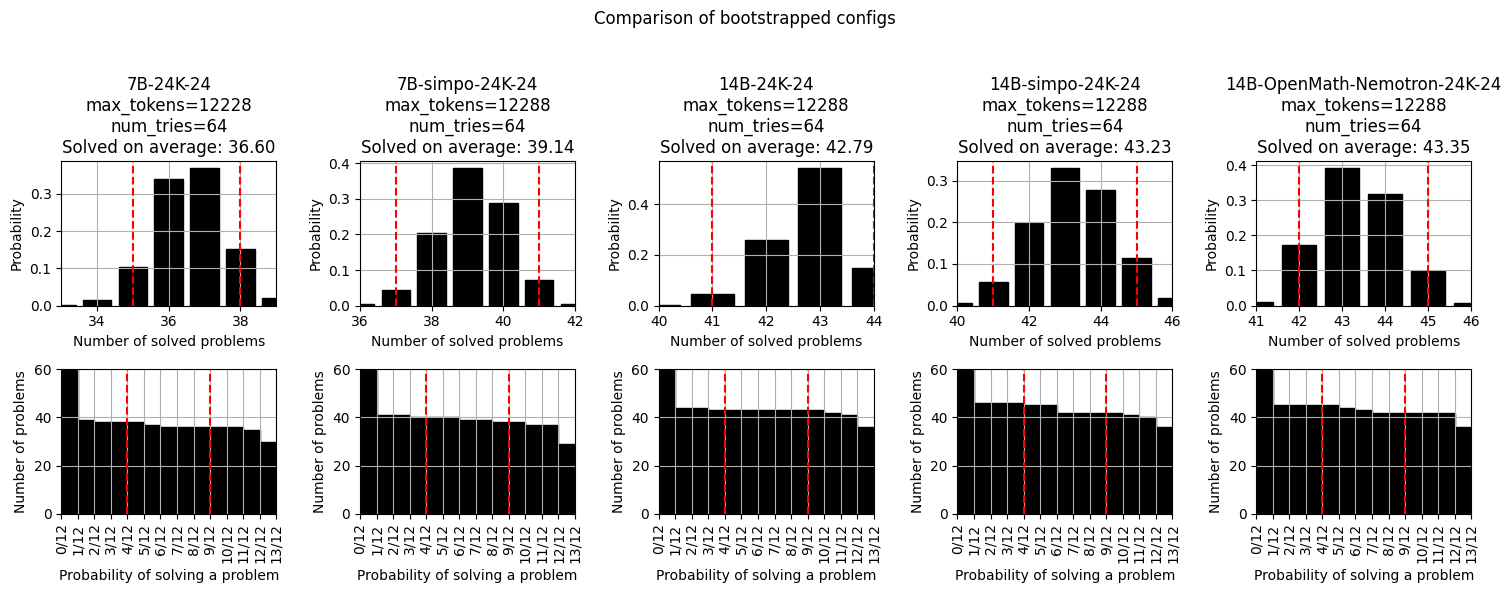 Comparison of bootstrapped configs
7B-24K-24
max_tokens=12228
num_tries=64
Solved on average: 36.60
7B-simpo-24K-24
max_tokens=12288
num_tries=64
Solved on average: 39.14
14B-24K-24
max_tokens=12288
num_tries=64
Solved on average: 42.79
14B-simpo-24K-24
max_tokens=12288
num_tries=64
Solved on average: 43.23
14B-OpenMath-Nemotron-24K-24
max_tokens=12288
num_tries=64
Solved on average: 43.35
Probability
0.3
0.2
0.1
0.0
34 36 38
Number of solved problems
Probability
0.4
0.3
0.2
0.1
0.0
36 38 40 42
Number of solved problems
Probability
0.4
0.2
0.0
40 41 42 43 44
Number of solved problems
Probability
0.3
0.2
0.1
0.0
40 42 44 46
Number of solved problems
Probability
0.4
0.3
0.2
0.1
0.0
41 42 43 44 45 46
Number of solved problems
Number of problems
60
40
20
0
0/12 1/12 2/12 3/12 4/12 5/12 6/12 7/12 8/12 9/12 10/12 11/12 12/12 13/12
Probability of solving a problem
Number of problems
60
40
20
0
0/12 1/12 2/12 3/12 4/12 5/12 6/12 7/12 8/12 9/12 10/12 11/12 12/12 13/12
Probability of solving a problem
Number of problems
60
40
20
0
0/12 1/12 2/12 3/12 4/12 5/12 6/12 7/12 8/12 9/12 10/12 11/12 12/12 13/12
Probability of solving a problem
Number of problems
60
40
20
0
0/12 1/12 2/12 3/12 4/12 5/12 6/12 7/12 8/12 9/12 10/12 11/12 12/12 13/12
Probability of solving a problem
Number of problems
60
40
20
0
0/12 1/12 2/12 3/12 4/12 5/12 6/12 7/12 8/12 9/12 10/12 11/12 12/12 13/12
Probability of solving a problem